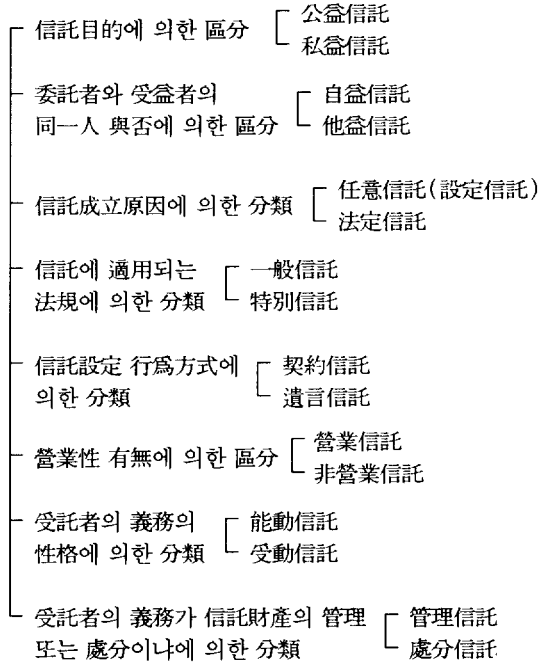 信託目的에 의한 區分
公益信託
私益信託
委託者와 受益者의
同一人 與否에 의한 區分
自益信託
他益信託
信託成立原因에 의한 分類
任意信託(設定信託)
法定信託
信託에 適用되는
法規에 의한 分類
一般信託
特別信託
信託設定 行爲方式에
의한 分類
契約信託
遺言信託
營業性 有無에 의한 區分
營業信託
非營業信託
受託者의 義務의
性格에 의한 分類
能動信託
受動信託
受託者의 義務가 信託財產의 管理
또는 處分이냐에 의한 分類
管理信託
處分信託